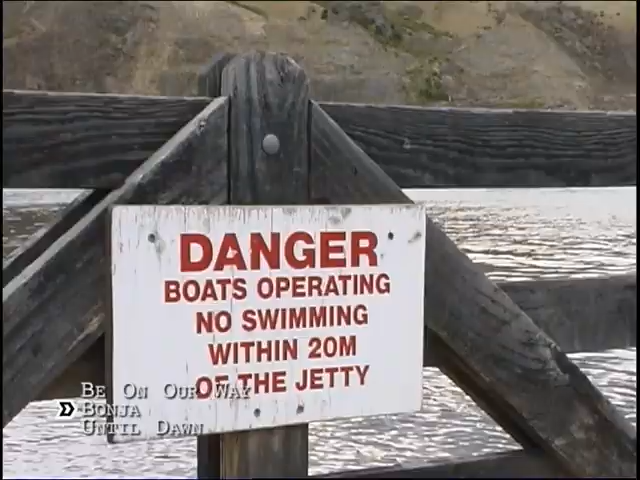 DANGER
BOATS OPERATING
NO SWIMMING
WITHIN 20M
OF THE JETTY
Be On Our Way
Bonja
Until Dawn